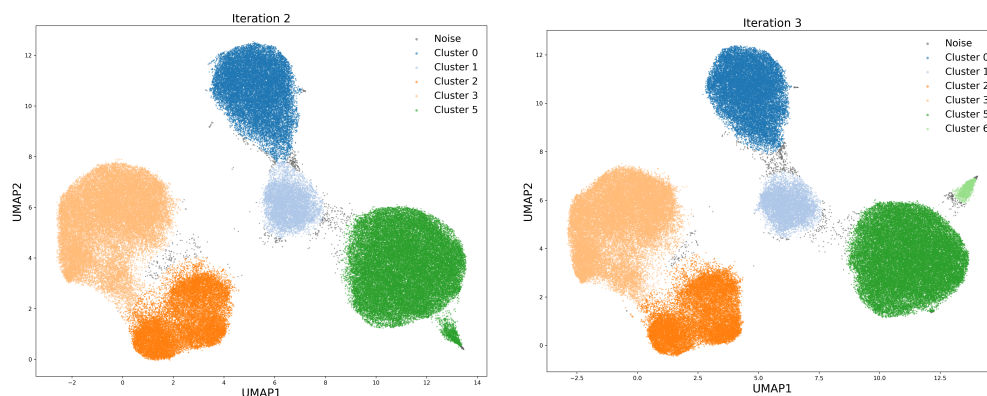 Iteration 2
Noise
Cluster 0
Cluster 1
Cluster 2
Cluster 3
Cluster 5
12
10
8
6
4
2
0
UMAP2
−2
0
2
4
6
8
10
12
14
UMAP1
Iteration 3
Noise
Cluster 0
Cluster 1
Cluster 2
Cluster 3
Cluster 5
Cluster 6
12
10
8
6
4
2
0
UMAP2
−2.5
0.0
2.5
5.0
7.5
10.0
12.5
UMAP1